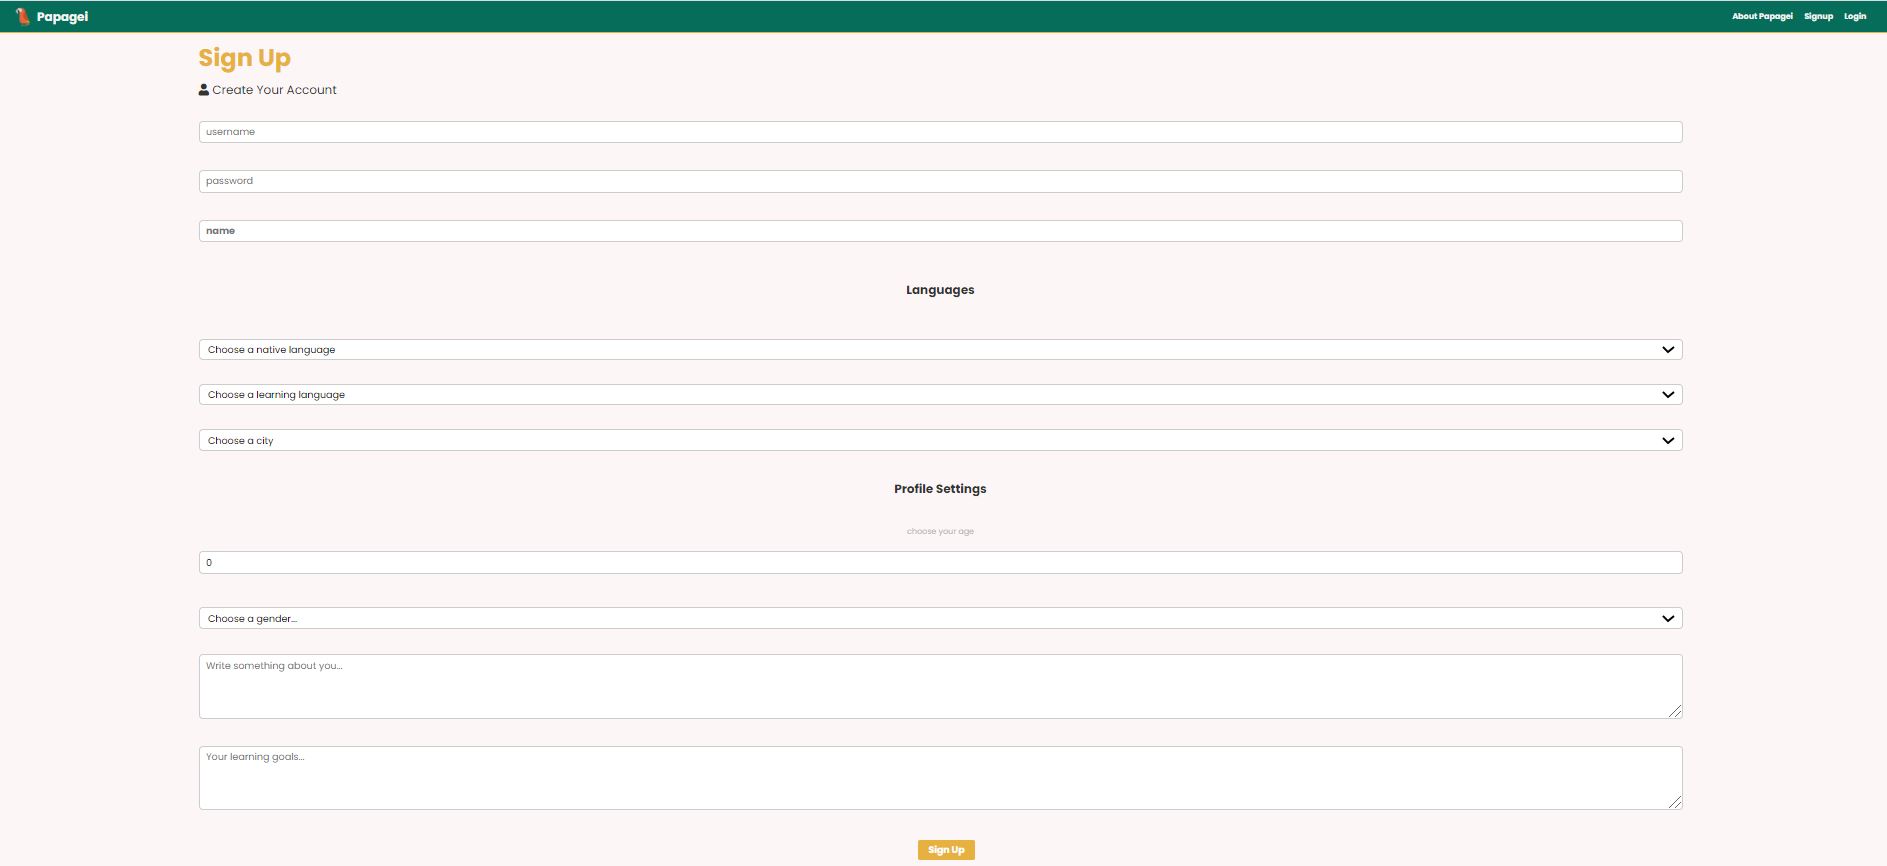 Papagei
About Papagei Signup Login
Sign Up
Create Your Account
username
password
name
Languages
Choose a native language
Choose a learning language
Choose a city
Profile Settings
choose your age
0
Choose a gender...
Write something about you...
Your learning goals...
Sign Up